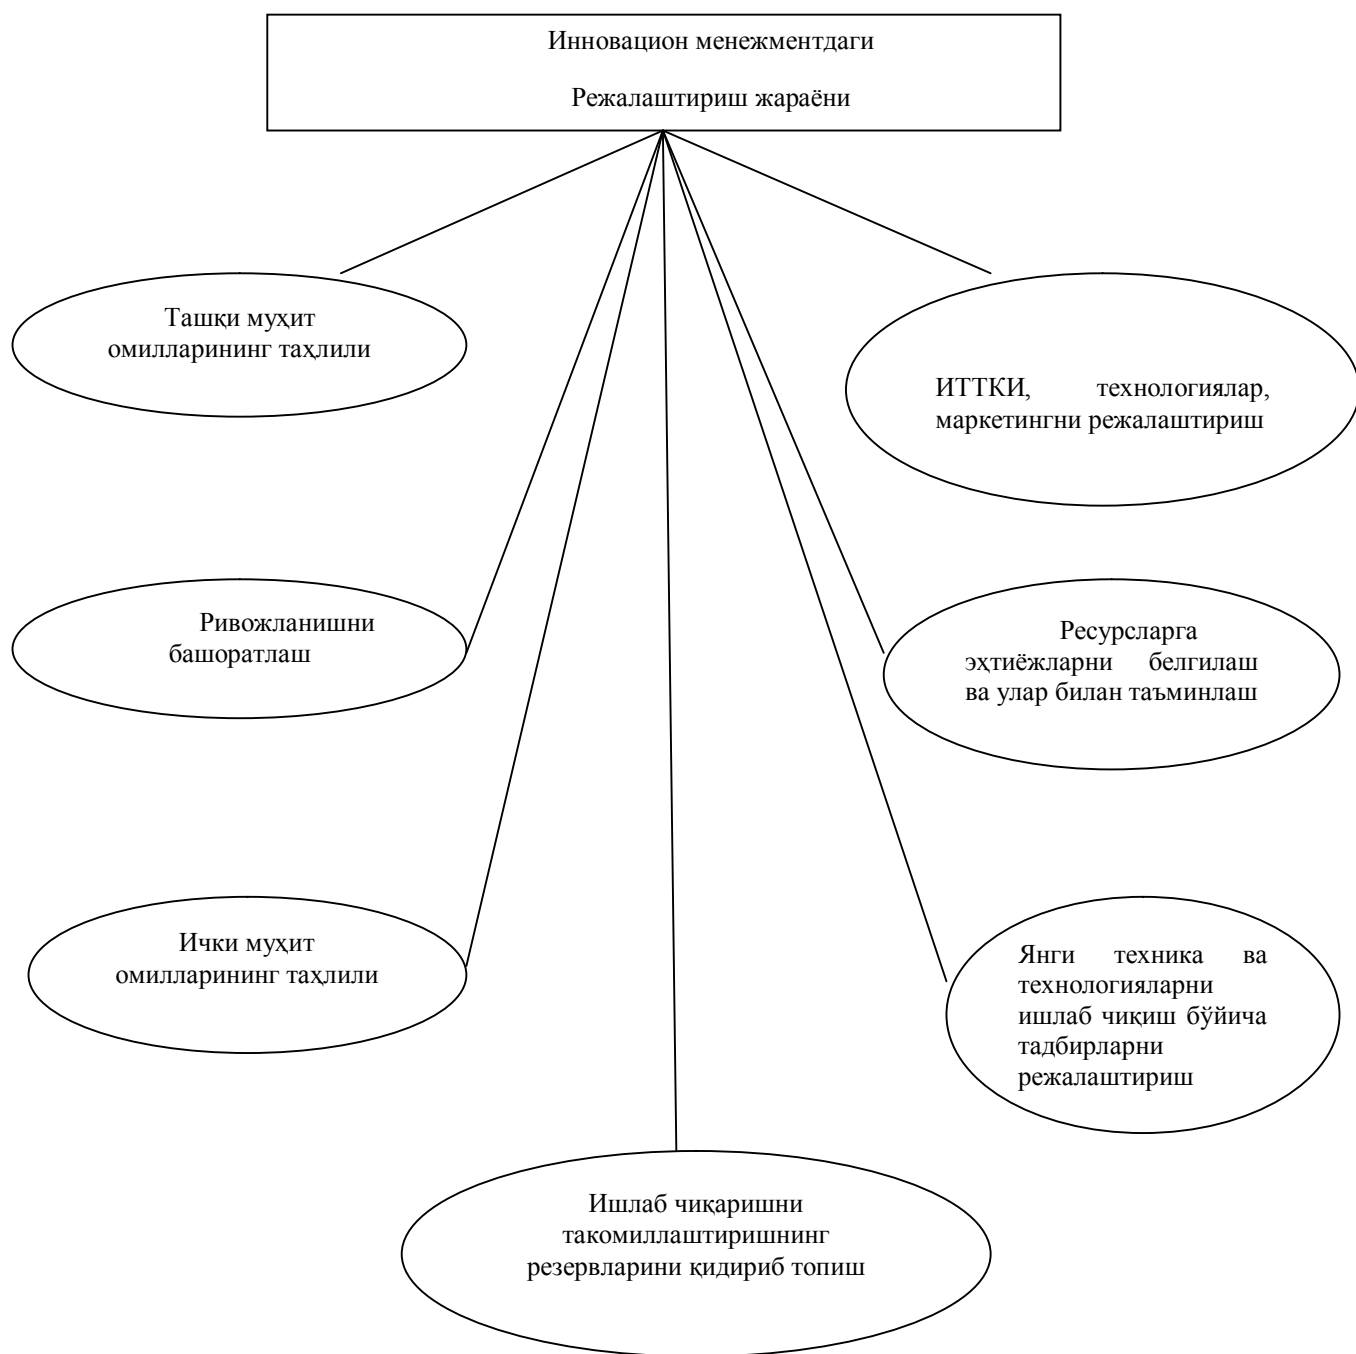 Инновацион менежментдаги
Режалаштириш жараёни
Ташқи муҳит
омилларининг таҳлили
ИТТКИ, технологиялар,
маркетингни режалаштириш
Ривожланишни
башоратлаш
Ресурсларга
эҳтиёжларни белгилаш
ва улар билан таъминлаш
Ички муҳит
омилларининг таҳлили
Янги техника ва
технологияларни
ишлаб чиқиш бўйича
тадбирларни
режалаштириш
Ишлаб чиқаришни
такомиллаштиришнинг
резервларини қидириб топиш